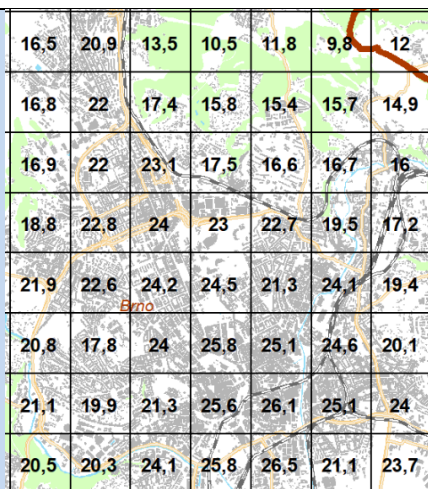 16,5 20,9 13,5 10,5 11,8 9,8 12
16,8 22 17,4 15,8 15,4 15,7 14,9
16,9 22 23,1 17,5 16,6 16,7 16
18,8 22,8 24 23 22,7 19,5 17,2
21,9 22,6 24,2 24,5 21,3 24,1 19,4
Brno
20,8 17,8 24 25,8 25,1 24,6 20,1
21,1 19,9 21,3 25,6 26,1 25,1 24
20,5 20,3 24,1 25,8 26,5 21,1 23,7